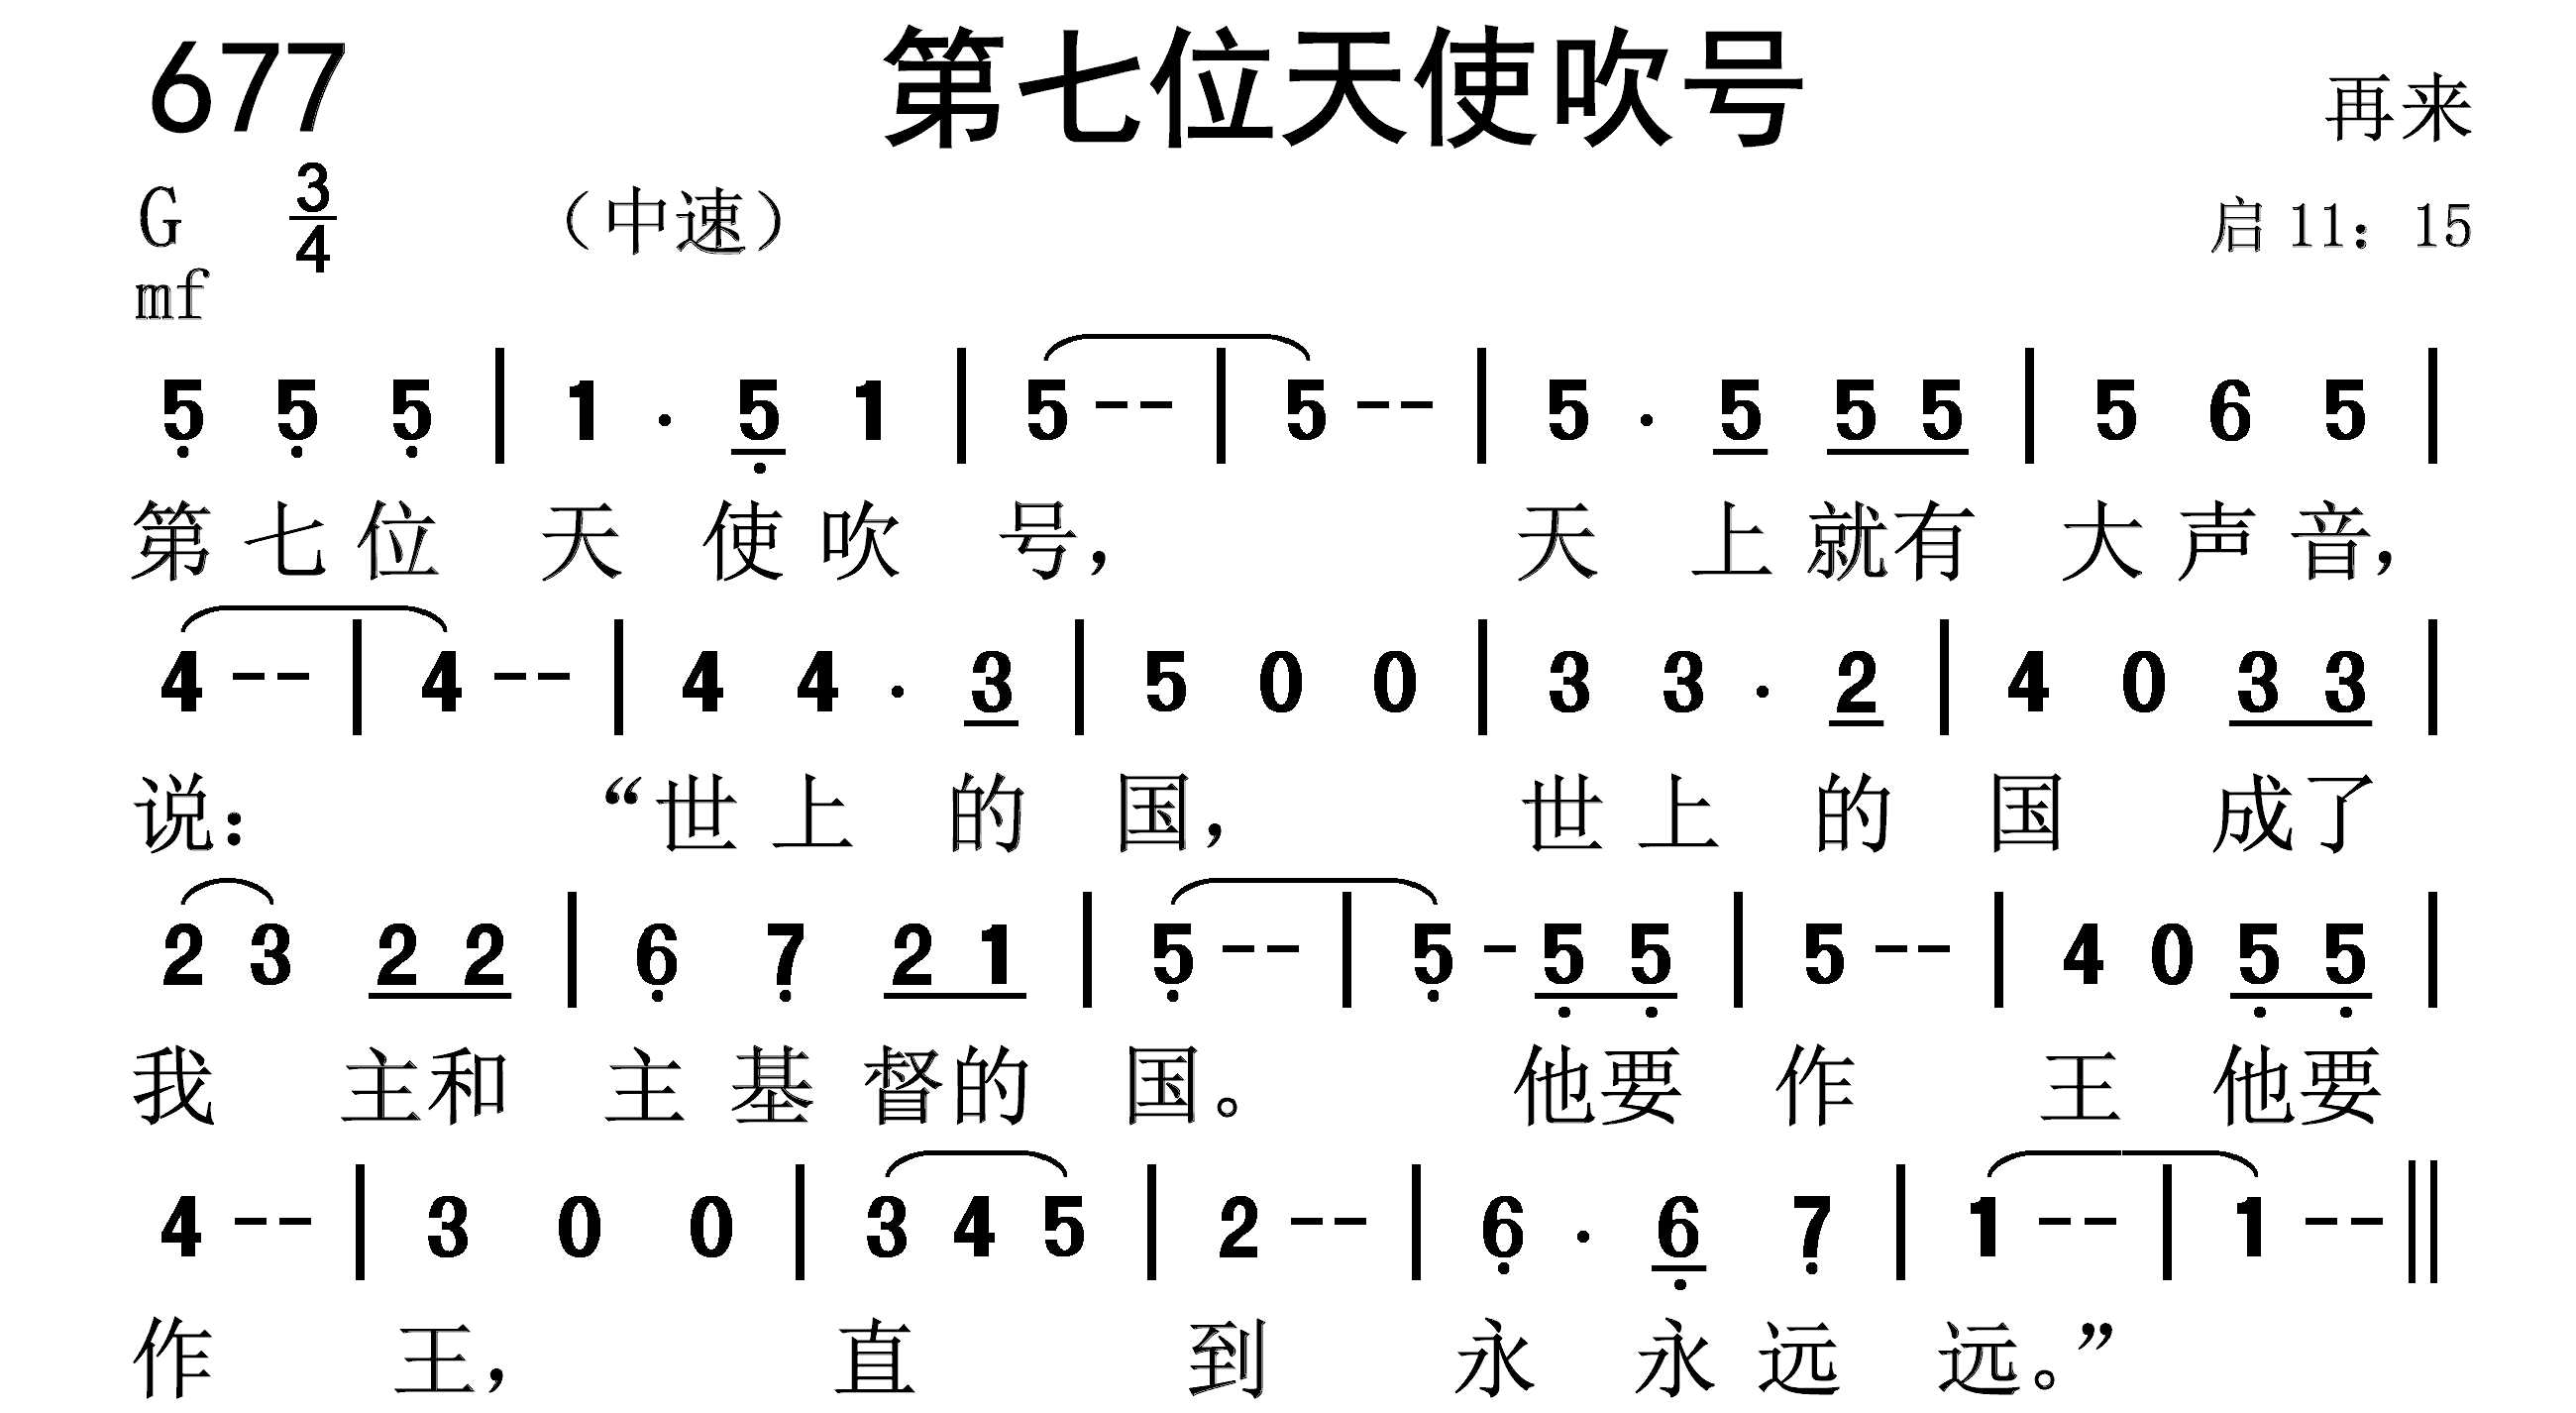 677 第七位天使吹号 再来
G 3/4 （中速） 启 11：15
mf
5̣ 5̣ 5̣ | 1 · 5̣ 1 | 5 - - | 5 - - | 5 · 5 5 5 | 5 6 5 |
第七位 天 使吹 号， 天 上就有 大声音，
4 - - | 4 - - | 4 4 · 3 | 5 0 0 | 3 3 · 2 | 4 0 3 3 |
说： “世上 的 国， 世上 的 国 成了
2 3 2 2 | 6̣ 7̣ 2 1 | 5̣ - - | 5̣ - 5̣ 5̣ | 5 - - | 4 0 5̣ 5̣ |
我 主和 主基督的 国。 他要 作 王 他要
4 - - | 3 0 0 | 3 4 5 | 2 - - | 6̣ · 6̣ 7̣ | 1 - - | 1 - - ||
作 王， 直 到 永 永远 远。”